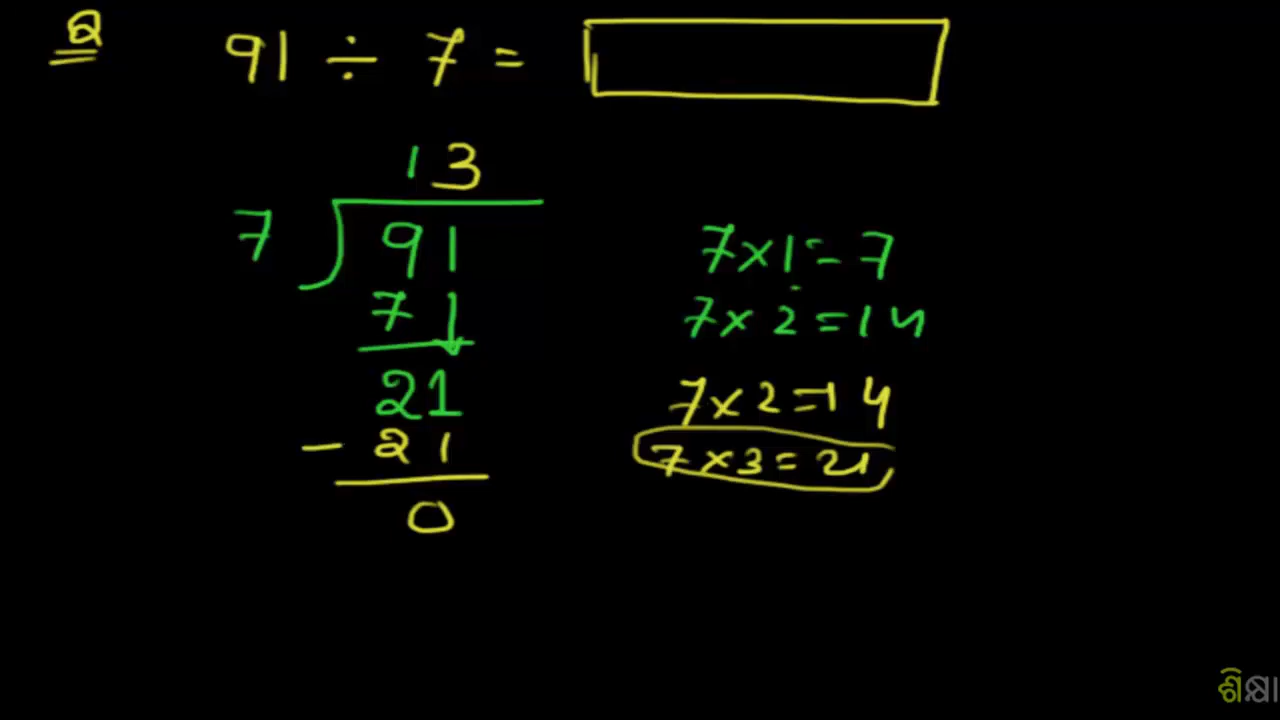 Q 91 ÷ 7 =
13
7 91
7
21
- 21
0
7 × 1 = 7
7 × 2 = 14
7 × 2 = 14
7 × 3 = 21
ଶିକ୍ଷା